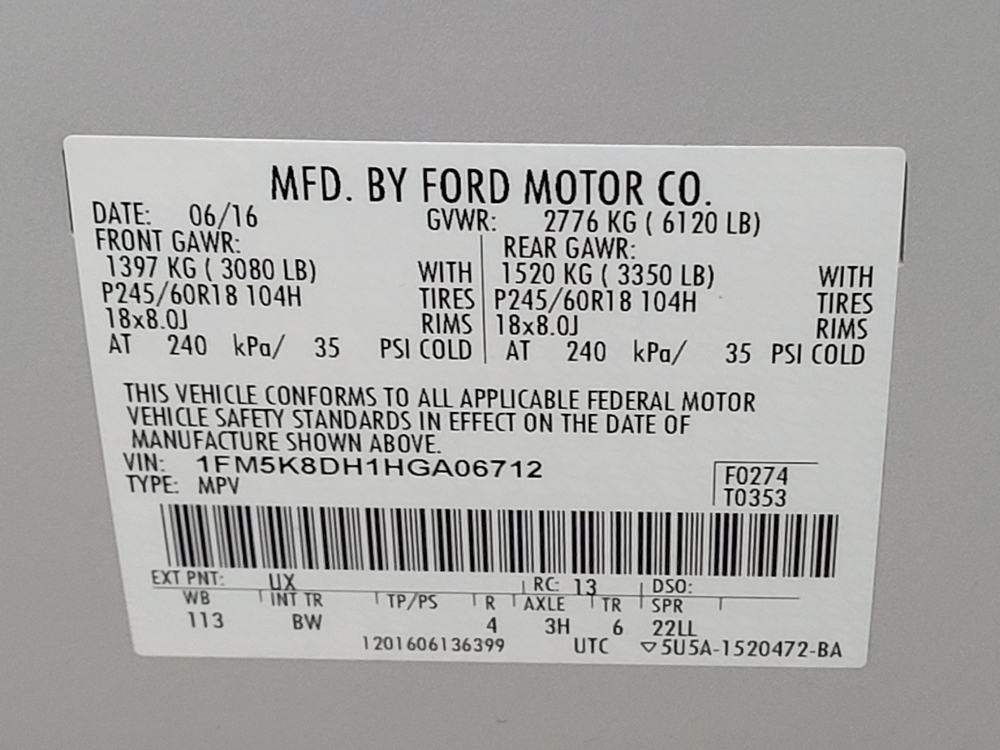 MFD. BY FORD MOTOR CO.
DATE: 06/16 GVWR: 2776 KG ( 6120 LB)
FRONT GAWR: REAR GAWR:
1397 KG ( 3080 LB) WITH 1520 KG ( 3350 LB) WITH
P245/60R18 104H TIRES P245/60R18 104H TIRES
18x8.0J RIMS 18x8.0J RIMS
AT 240 kPa/ 35 PSI COLD AT 240 kPa/ 35 PSI COLD
THIS VEHICLE CONFORMS TO ALL APPLICABLE FEDERAL MOTOR
VEHICLE SAFETY STANDARDS IN EFFECT ON THE DATE OF
MANUFACTURE SHOWN ABOVE.
VIN: 1FM5K8DH1HGA06712 F0274
TYPE: MPV T0353
EXT PNT: UX RC: 13 DSO:
WB INT TR TP/PS R AXLE TR SPR
113 BW 4 3H 6 22LL
1201606136399 UTC ▽5U5A-1520472-BA